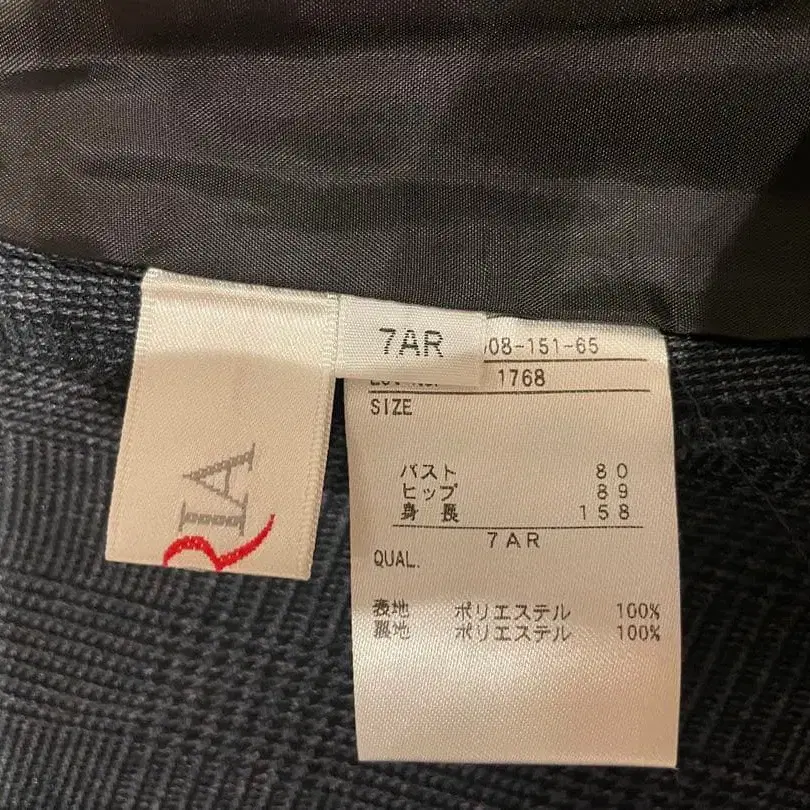 7AR
08-151-65
1768
SIZE
バスト 80
ヒップ 89
身長 158
7AR
QUAL.
表地 ポリエステル 100%
裏地 ポリエステル 100%
RIA